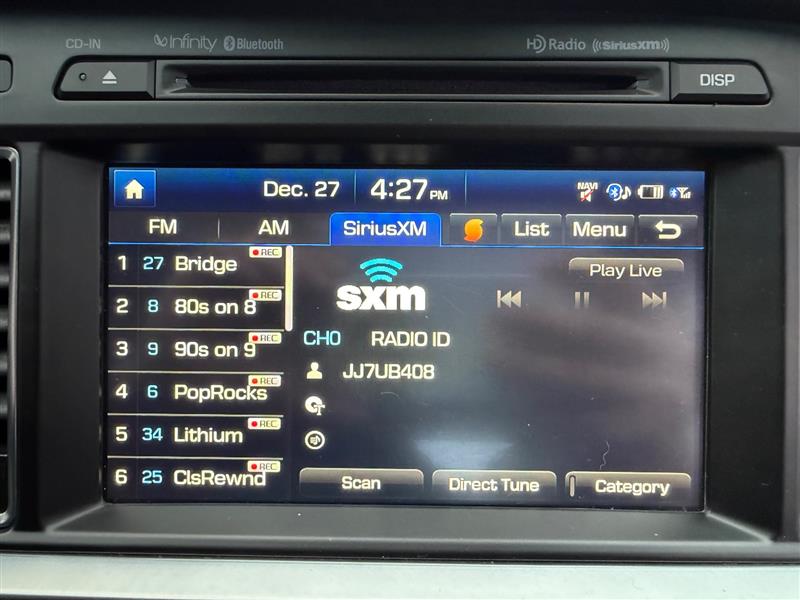 CD-IN
Infinity Bluetooth
HD Radio ((SiriusXM))
DISP
Dec. 27 4:27 PM
NAVI
FM AM SiriusXM List Menu
1 27 Bridge REC
2 8 80s on 8 REC
3 9 90s on 9 REC
4 6 PopRocks REC
5 34 Lithium REC
6 25 ClsRewnd REC
sxm
Play Live
CH0 RADIO ID
JJ7UB408
Scan Direct Tune Category